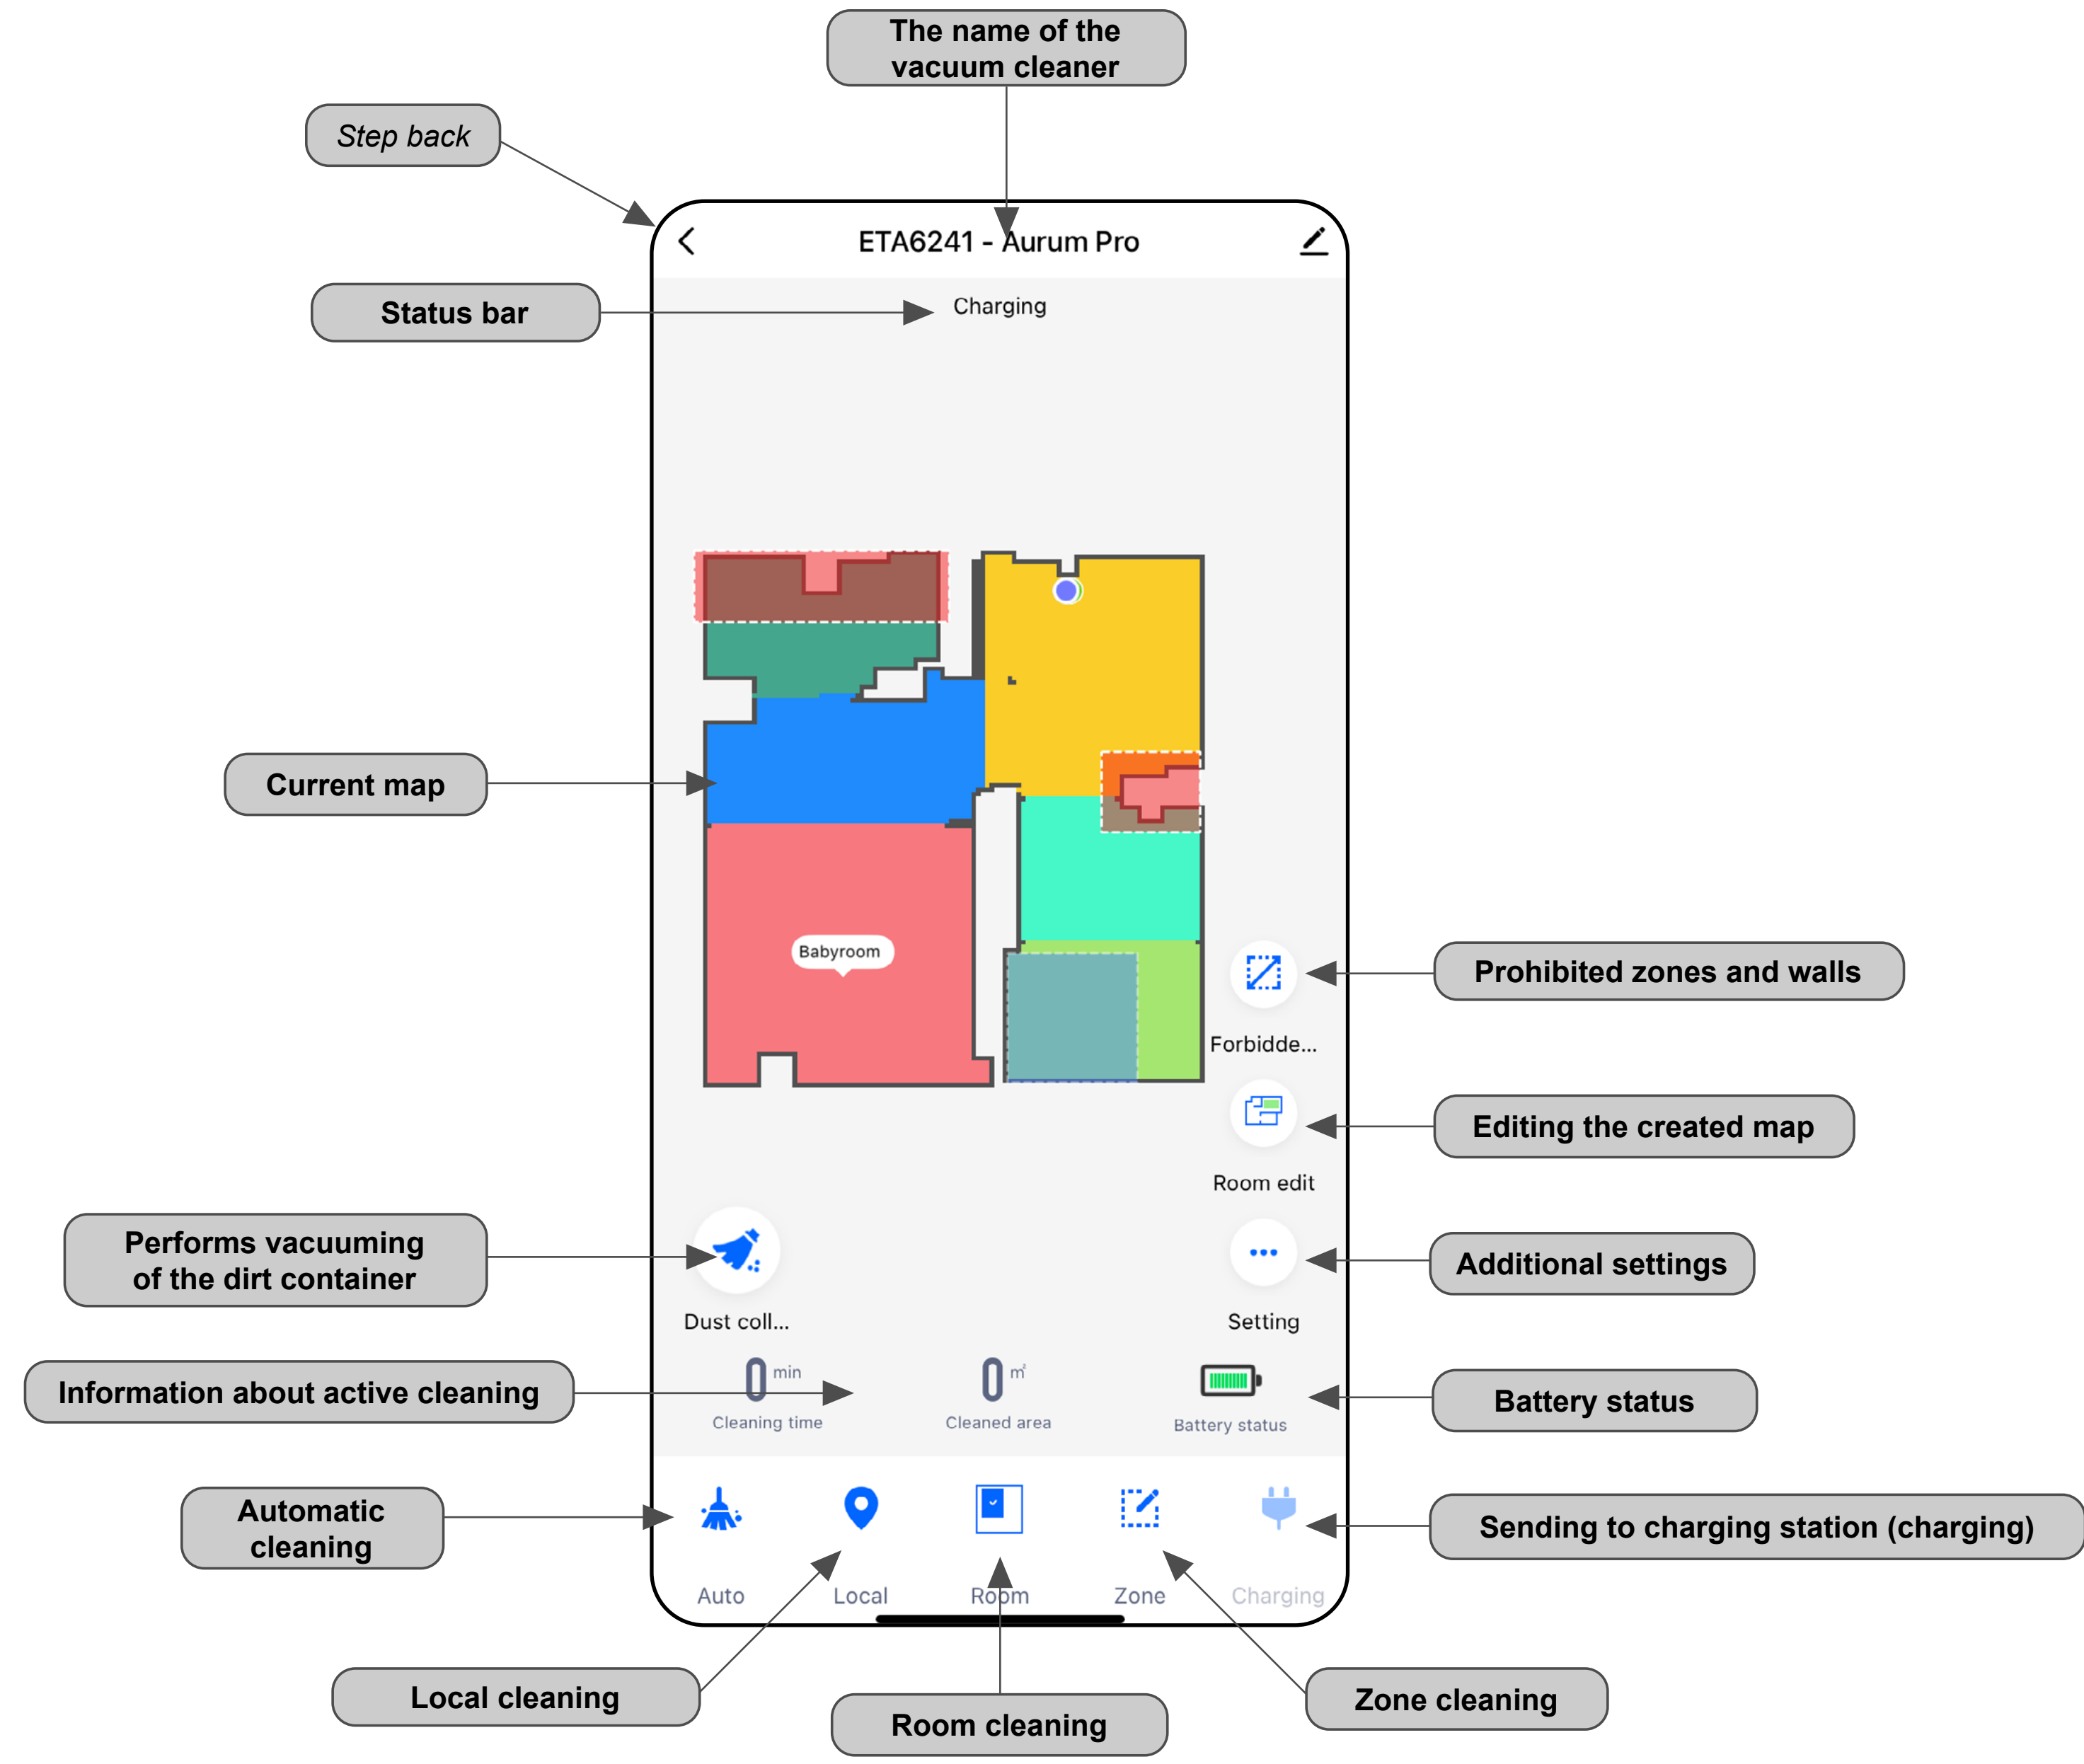 The name of the
vacuum cleaner
Step back
ETA6241 - Aurum Pro
Status bar
Charging
Current map
Babyroom
Prohibited zones and walls
Forbidde...
Editing the created map
Room edit
Performs vacuuming
of the dirt container
Additional settings
Dust coll...
Setting
Information about active cleaning
0 min
Cleaning time
0 m²
Cleaned area
Battery status
Battery status
Automatic
cleaning
Sending to charging station (charging)
Auto
Local
Room
Zone
Charging
Local cleaning
Room cleaning
Zone cleaning